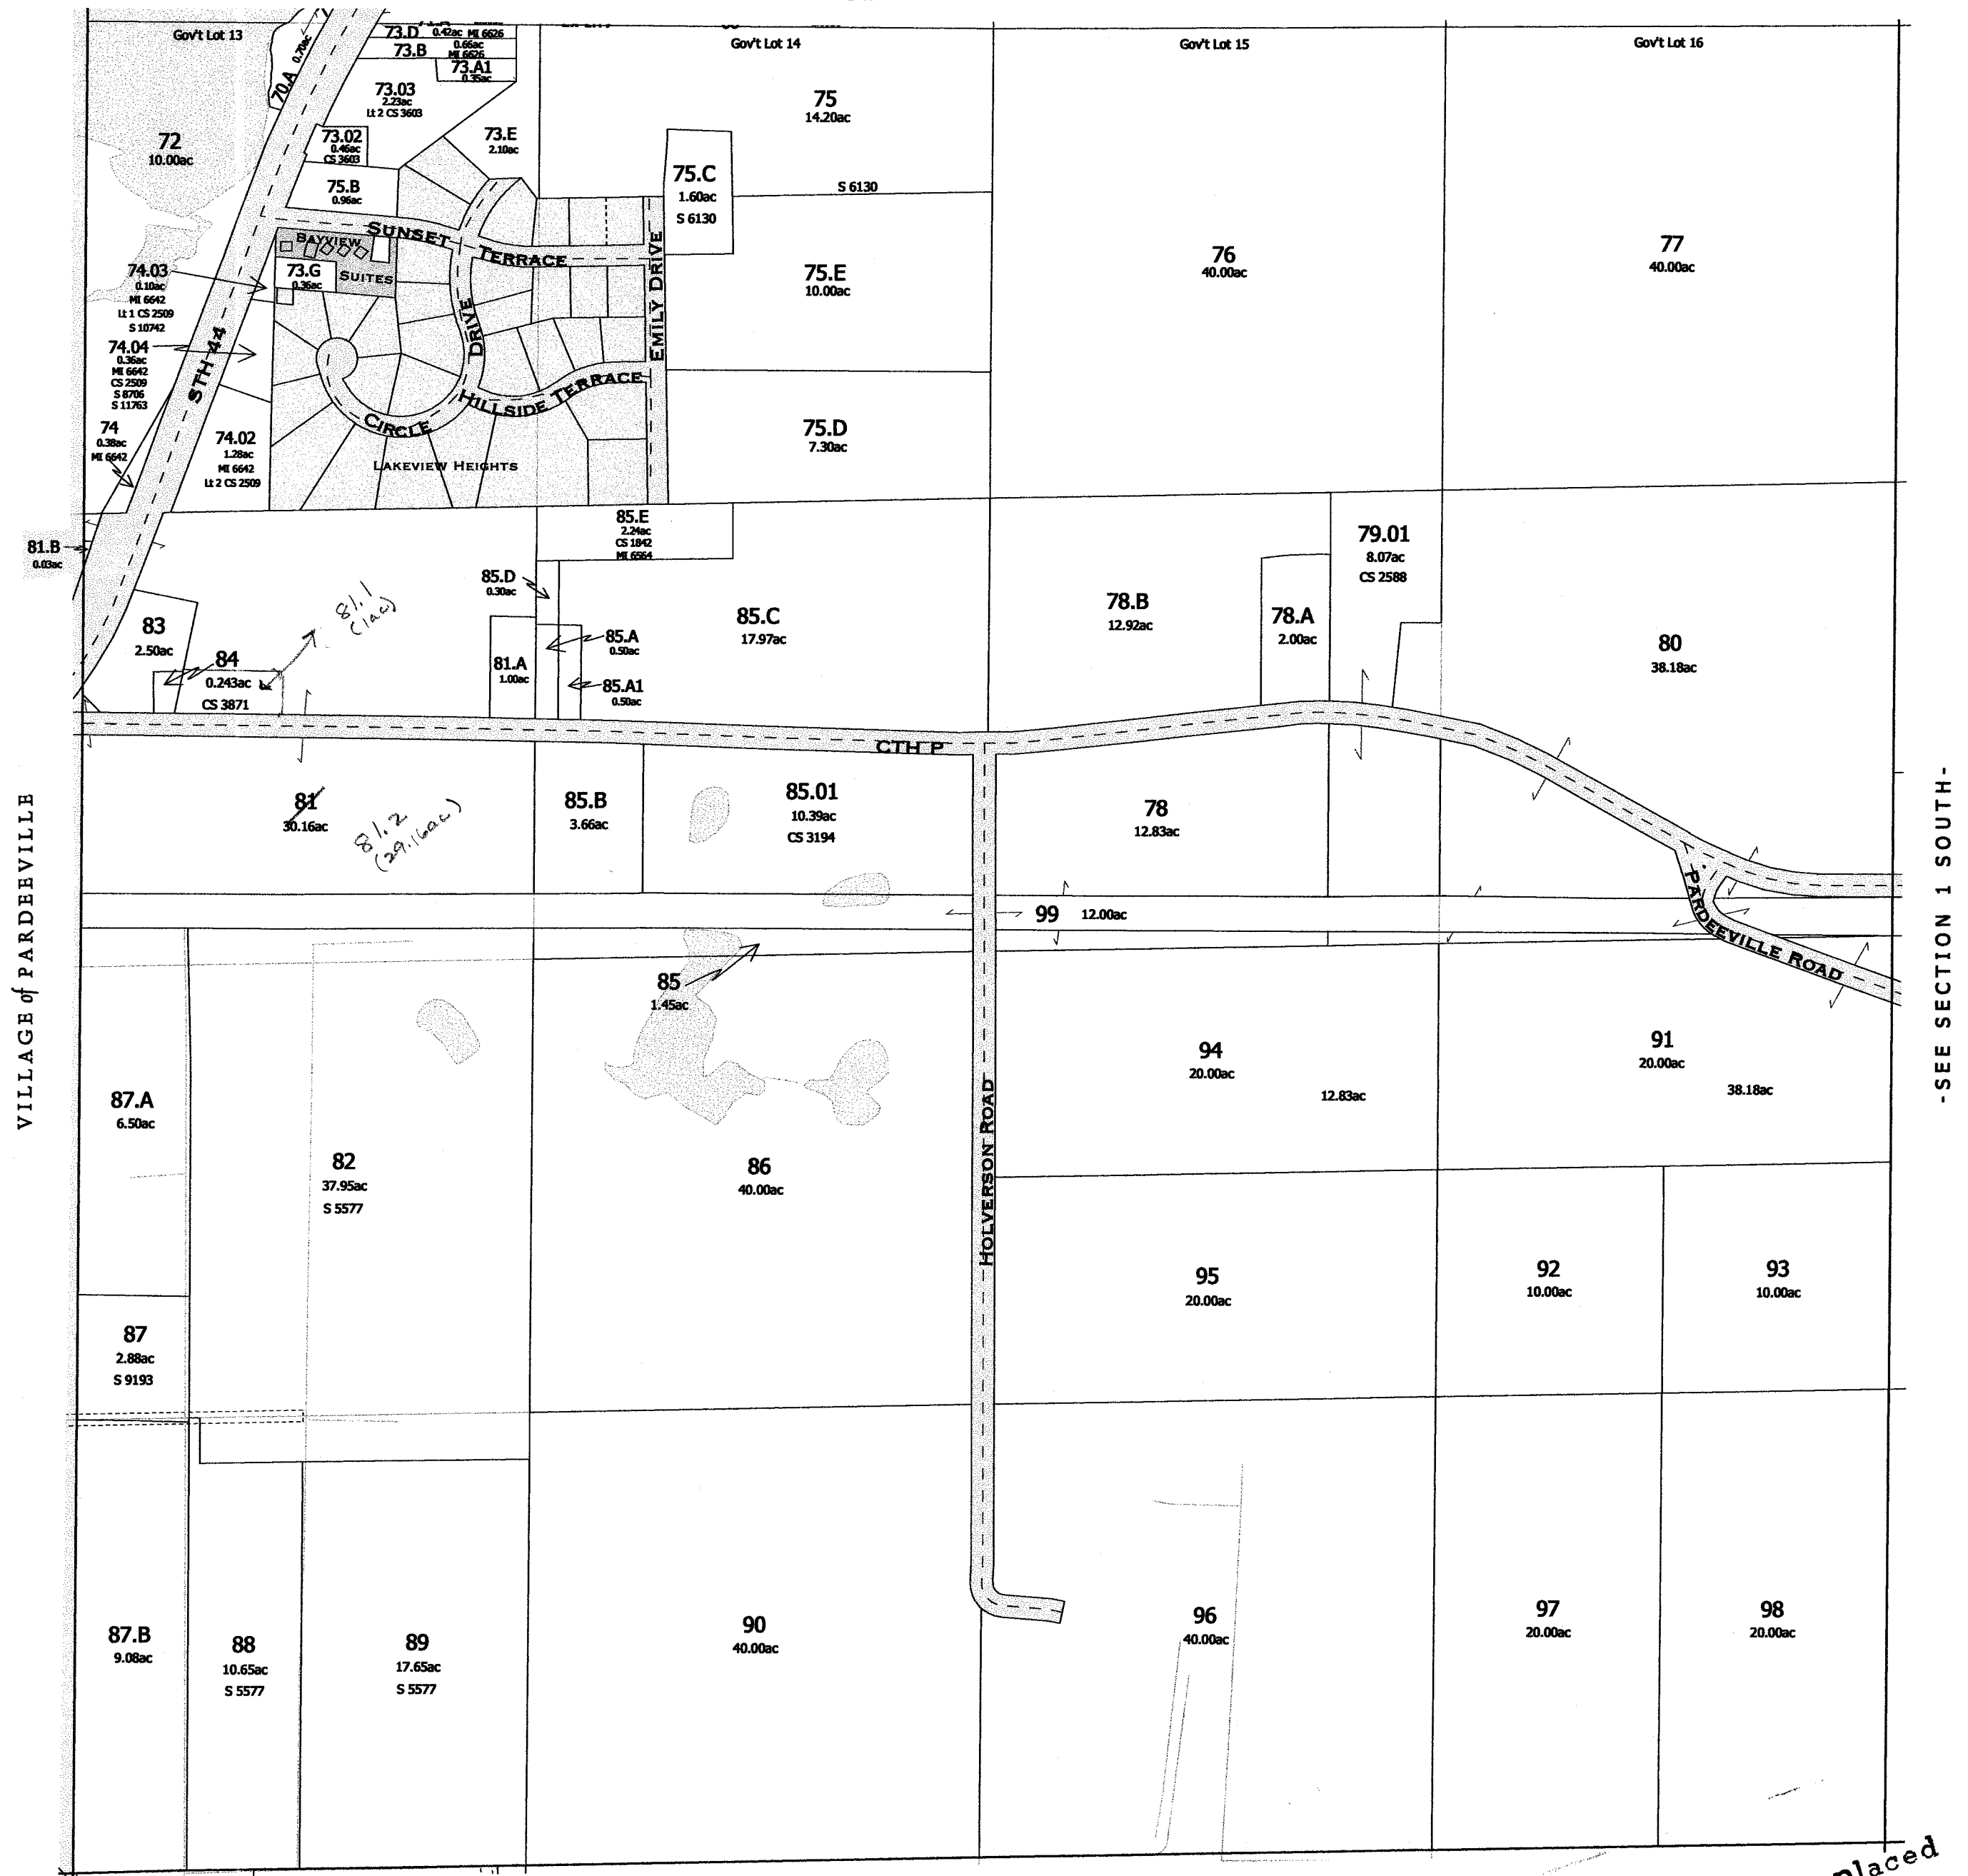 Gov't Lot 13
Gov't Lot 14
Gov't Lot 15
Gov't Lot 16
70.A 0.70ac
73.D 0.42ac MI 6626
73.B 0.66ac
MI 6626
73.A1
0.35ac
73.03
2.23ac
Lt 2 CS 3603
73.02
0.46ac
CS 3603
73.E
2.10ac
72
10.00ac
75.B
0.96ac
75
14.20ac
75.C
1.60ac
S 6130
S 6130
SUNSET TERRACE
BAYVIEW
SUITES
73.G
0.36ac
EMILY DRIVE
DRIVE
CIRCLE
HILLSIDE TERRACE
LAKEVIEW HEIGHTS
STH 44
75.E
10.00ac
75.D
7.30ac
76
40.00ac
77
40.00ac
74.03
0.10ac
MI 6642
Lt 1 CS 2509
S 10742
74.04
0.36ac
MI 6642
CS 2509
S 8706
S 11763
74
0.38ac
MI 6642
74.02
1.28ac
MI 6642
Lt 2 CS 2509
81.B
0.03ac
85.E
2.24ac
CS 1842
MI 6564
85.D
0.30ac
81.1
(1ac)
83
2.50ac
84
0.243ac
CS 3871
81.A
1.00ac
85.A
0.50ac
85.A1
0.50ac
85.C
17.97ac
78.B
12.92ac
78.A
2.00ac
79.01
8.07ac
CS 2588
80
38.18ac
CTH P
81
30.16ac
81.2
(29.16ac)
85.B
3.66ac
85.01
10.39ac
CS 3194
78
12.83ac
99 12.00ac
PARDEEVILLE ROAD
VILLAGE of PARDEEVILLE
-SEE SECTION 1 SOUTH-
85
1.45ac
87.A
6.50ac
82
37.95ac
S 5577
86
40.00ac
HOLVERSON ROAD
94
20.00ac
12.83ac
91
20.00ac
38.18ac
95
20.00ac
92
10.00ac
93
10.00ac
87
2.88ac
S 9193
87.B
9.08ac
88
10.65ac
S 5577
89
17.65ac
S 5577
90
40.00ac
96
40.00ac
97
20.00ac
98
20.00ac
placed